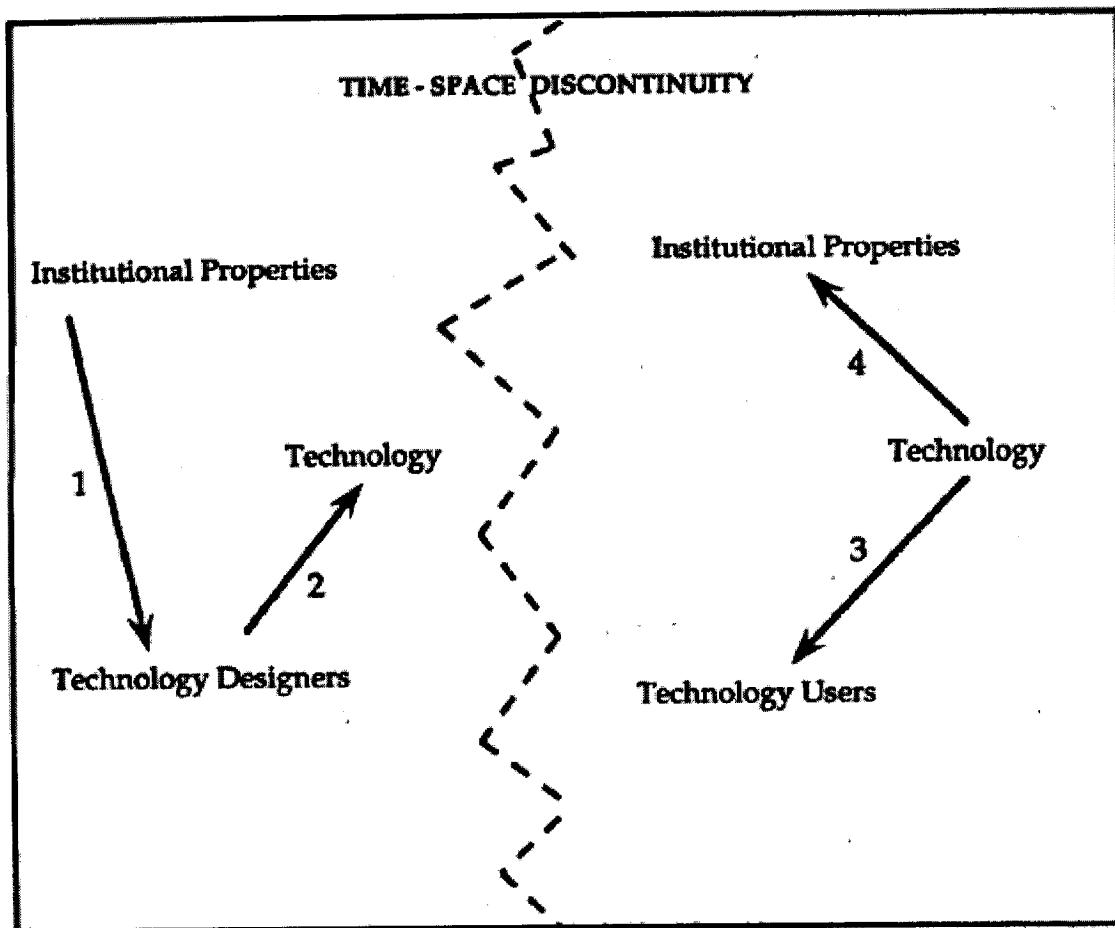 TIME - SPACE DISCONTINUITY
Institutional Properties
Institutional Properties
4
Technology
Technology
1
3
2
Technology Designers
Technology Users